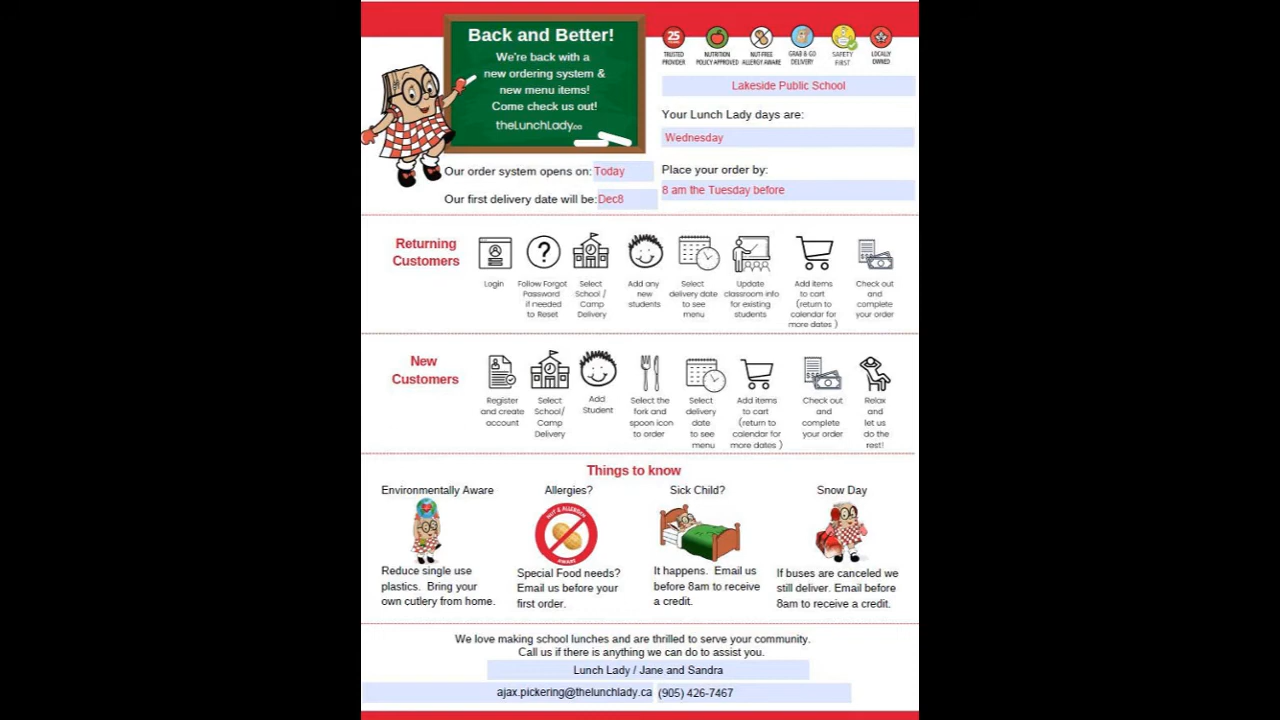 Back and Better!
We're back with a
new ordering system &
new menu items!
Come check us out!
theLunchLady.ca
25
TRUSTED
PROVIDER
NUTRITION
POLICY APPROVED
NUT-FREE
ALLERGY AWARE
GRAB & GO
DELIVERY
SAFETY
FIRST
LOCALLY
OWNED
Lakeside Public School
Your Lunch Lady days are:
Wednesday
Our order system opens on: Today
Place your order by:
8 am the Tuesday before
Our first delivery date will be: Dec8
Returning
Customers
Login
Follow Forgot
Password
if needed
to Reset
Select
School /
Camp
Delivery
Add any
new
students
Select
delivery date
to see
menu
Update
classroom info
for existing
students
Add items
to cart
(return to
calendar for
more dates )
Check out
and
complete
your order
New
Customers
Register
and create
account
Select
School/
Camp
Delivery
Add
Student
Select the
fork and
spoon icon
to order
Select
delivery
date
to see
menu
Add items
to cart
(return to
calendar for
more dates )
Check out
and
complete
your order
Relax
and
let us
do the
rest!
Things to know
Environmentally Aware
Reduce single use
plastics. Bring your
own cutlery from home.
Allergies?
NUT & ALLERGEN
AWARE
Special Food needs?
Email us before your
first order.
Sick Child?
It happens. Email us
before 8am to receive
a credit.
Snow Day
If buses are canceled we
still deliver. Email before
8am to receive a credit.
We love making school lunches and are thrilled to serve your community.
Call us if there is anything we can do to assist you.
Lunch Lady / Jane and Sandra
ajax.pickering@thelunchlady.ca (905) 426-7467